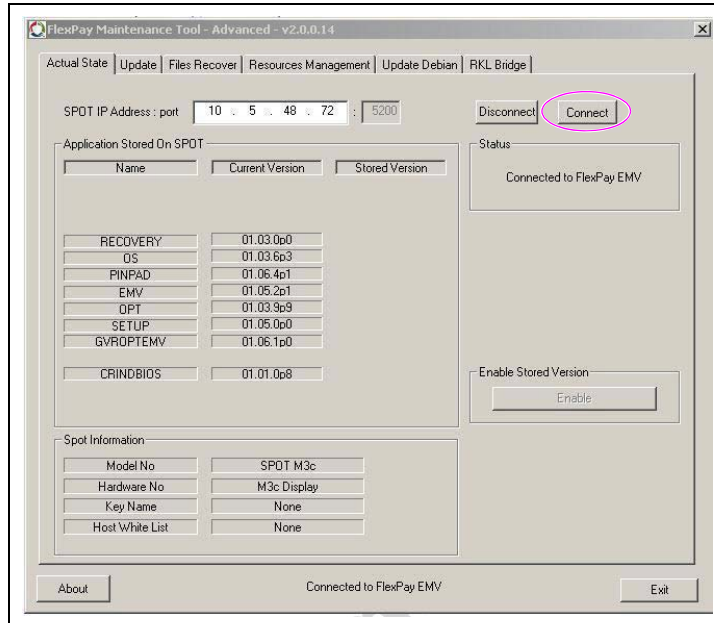 FlexPay Maintenance Tool - Advanced - v2.0.0.14
Actual State Update Files Recover Resources Management Update Debian RKL Bridge
SPOT IP Address : port 10 . 5 . 48 . 72 : 5200 Disconnect Connect
Application Stored On SPOT Status
Name Current Version Stored Version
Connected to FlexPay EMV
RECOVERY 01.03.0p0
OS 01.03.6p3
PINPAD 01.06.4p1
EMV 01.05.2p1
OPT 01.03.9p9
SETUP 01.05.0p0
GVROPTEMV 01.06.1p0
CRINDBIOS 01.01.0p8
Enable Stored Version
Enable
Spot Information
Model No SPOT M3c
Hardware No M3c Display
Key Name None
Host White List None
About Connected to FlexPay EMV Exit